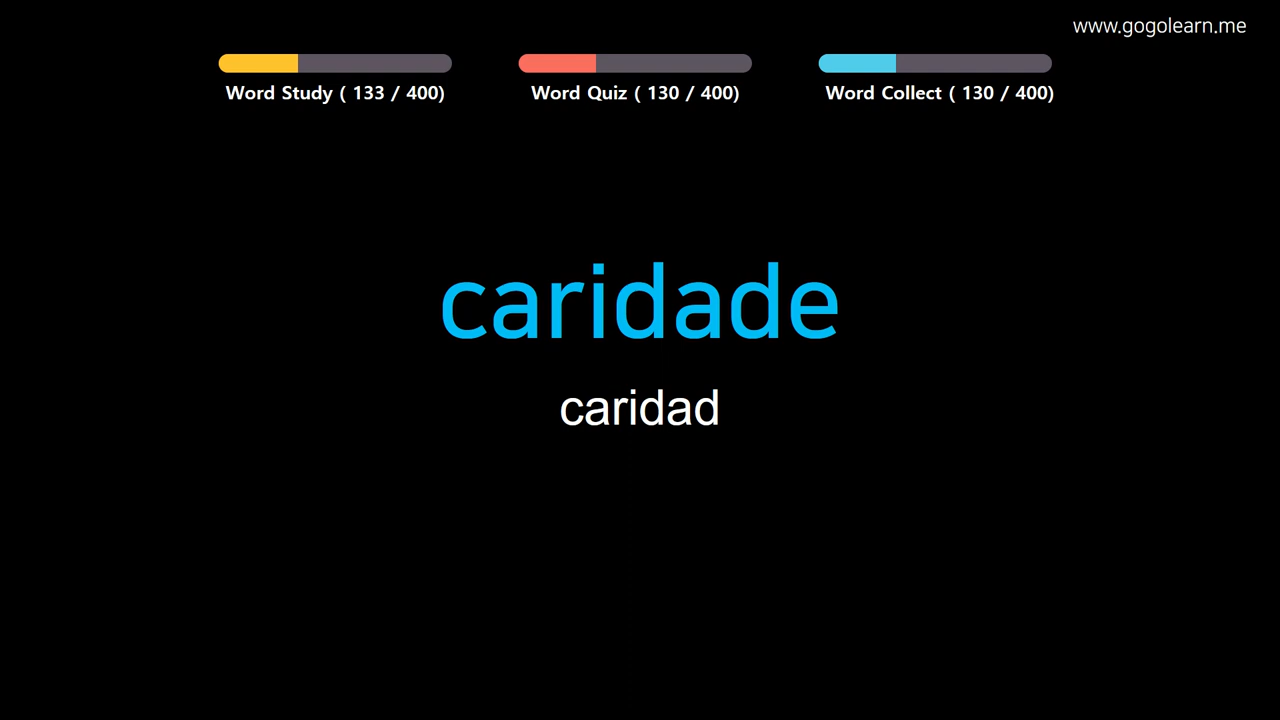 www.gogolearn.me
Word Study ( 133 / 400)
Word Quiz ( 130 / 400)
Word Collect ( 130 / 400)
caridade
caridad